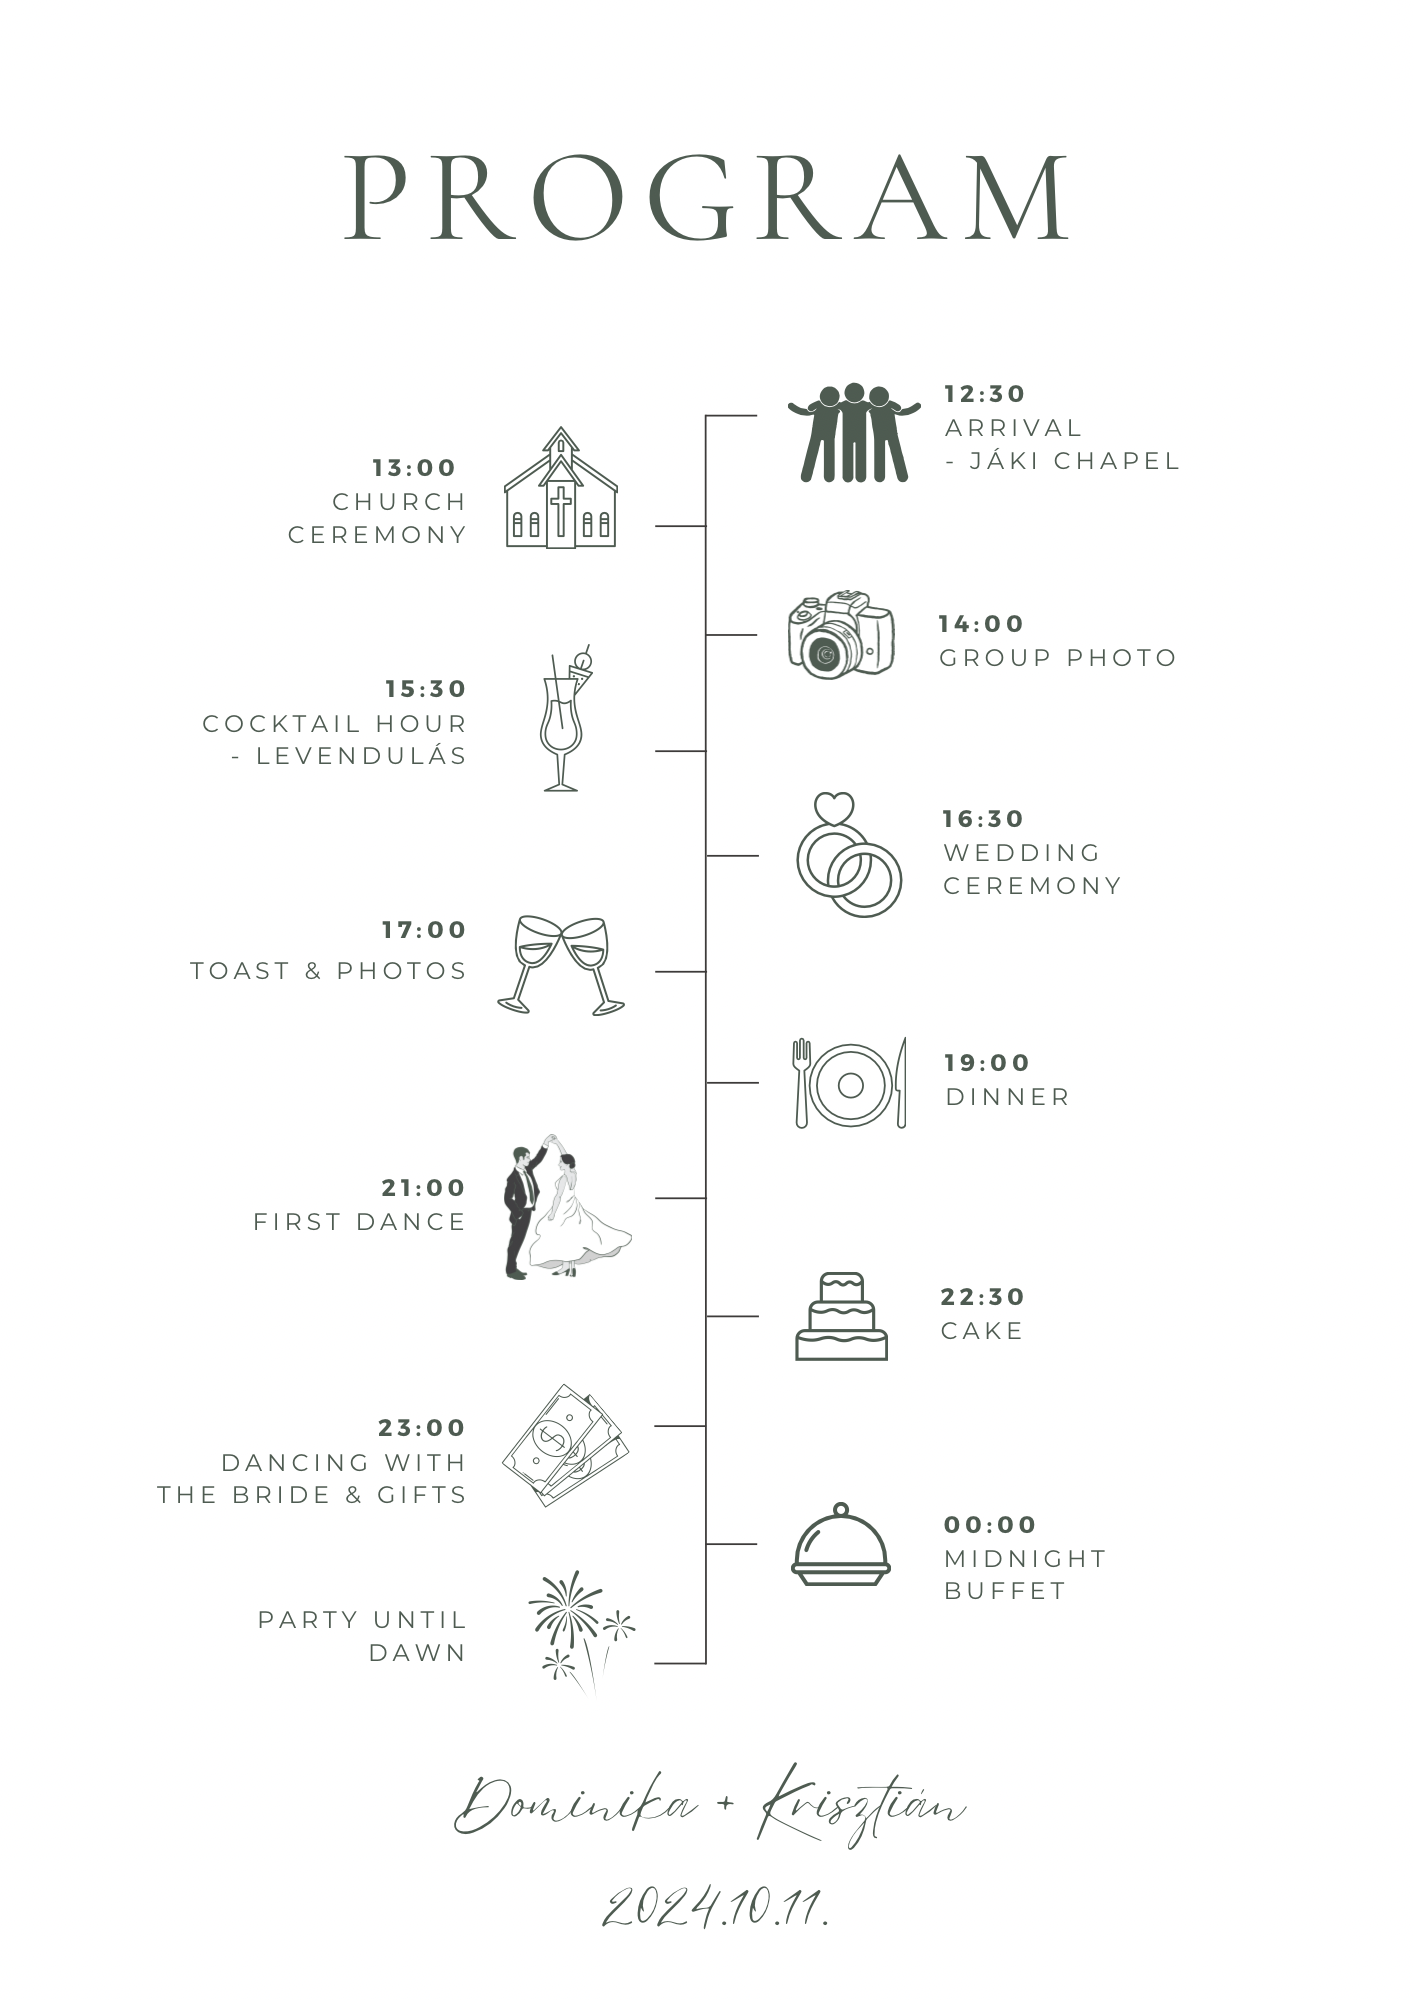 PROGRAM
12:30
ARRIVAL
- JÁKI CHAPEL
13:00
CHURCH
CEREMONY
14:00
GROUP PHOTO
15:30
COCKTAIL HOUR
- LEVENDULÁS
16:30
WEDDING
CEREMONY
17:00
TOAST & PHOTOS
19:00
DINNER
21:00
FIRST DANCE
22:30
CAKE
23:00
DANCING WITH
THE BRIDE & GIFTS
00:00
MIDNIGHT
BUFFET
PARTY UNTIL
DAWN
Dominika + Krisztián
2024.10.11.